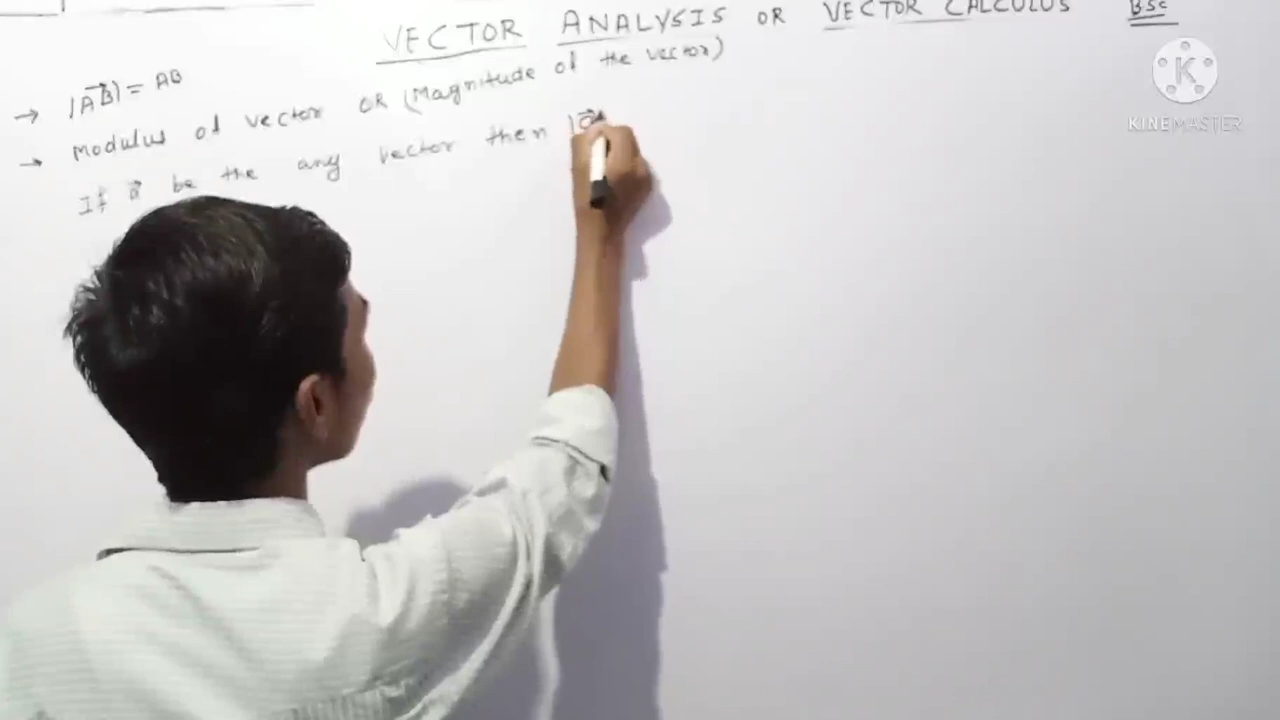 VECTOR ANALYSIS OR VECTOR CALCULUS BSc
→ |A⃗B⃗| = AB
→ Modulus of vector OR (Magnitude of the vector)
If a⃗ be the any vector then |a⃗
KINEMASTER